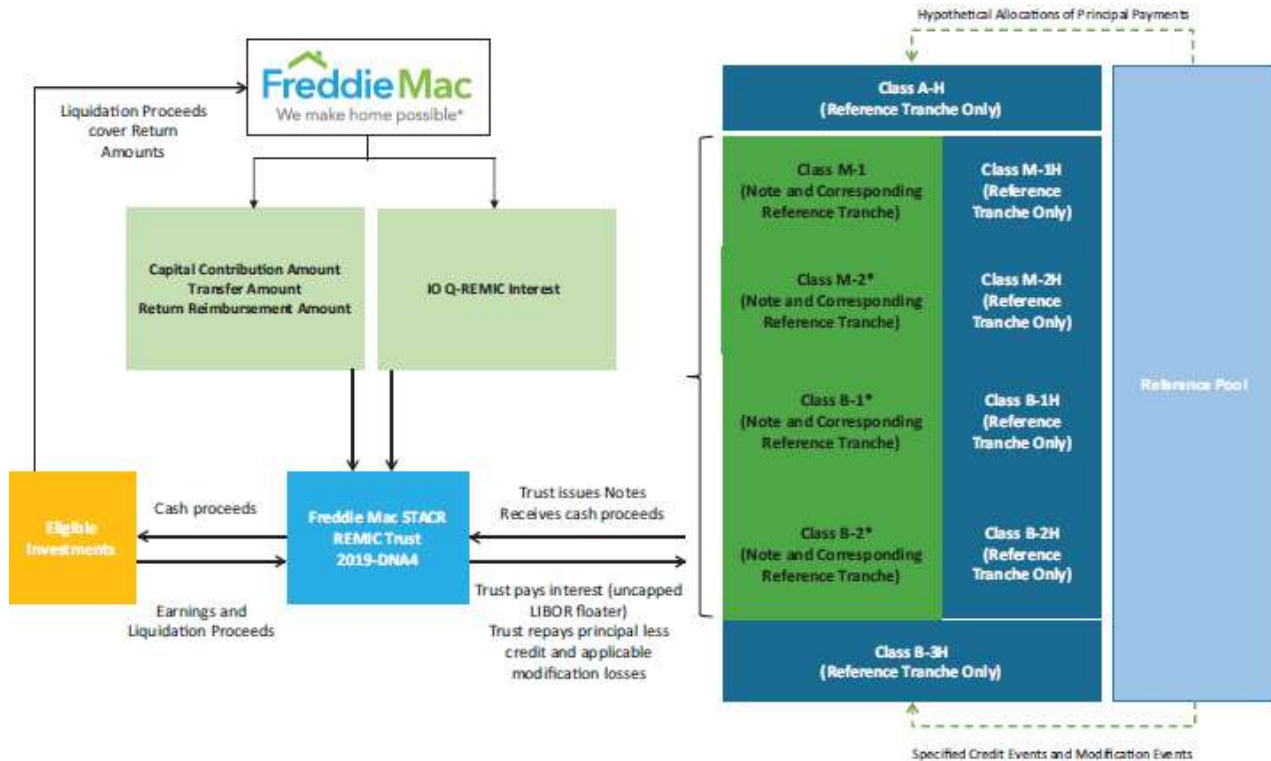 Hypothetical Allocations of Principal Payments
FreddieMac
We make home possible®
Liquidation Proceeds
cover Return
Amounts
Capital Contribution Amount
Transfer Amount
Return Reimbursement Amount
IO Q-REMIC Interest
Eligible
Investments
Cash proceeds
Earnings and
Liquidation Proceeds
Freddie Mac STACR
REMIC Trust
2019-DNA4
Trust issues Notes
Receives cash proceeds
Trust pays interest (uncapped
LIBOR floater)
Trust repays principal less
credit and applicable
modification losses
Class A-H
(Reference Tranche Only)
Class M-1
(Note and Corresponding
Reference Tranche)
Class M-1H
(Reference
Tranche Only)
Class M-2*
(Note and Corresponding
Reference Tranche)
Class M-2H
(Reference
Tranche Only)
Class B-1*
(Note and Corresponding
Reference Tranche)
Class B-1H
(Reference
Tranche Only)
Class B-2*
(Note and Corresponding
Reference Tranche)
Class B-2H
(Reference
Tranche Only)
Class B-3H
(Reference Tranche Only)
Reference Pool
Specified Credit Events and Modification Events